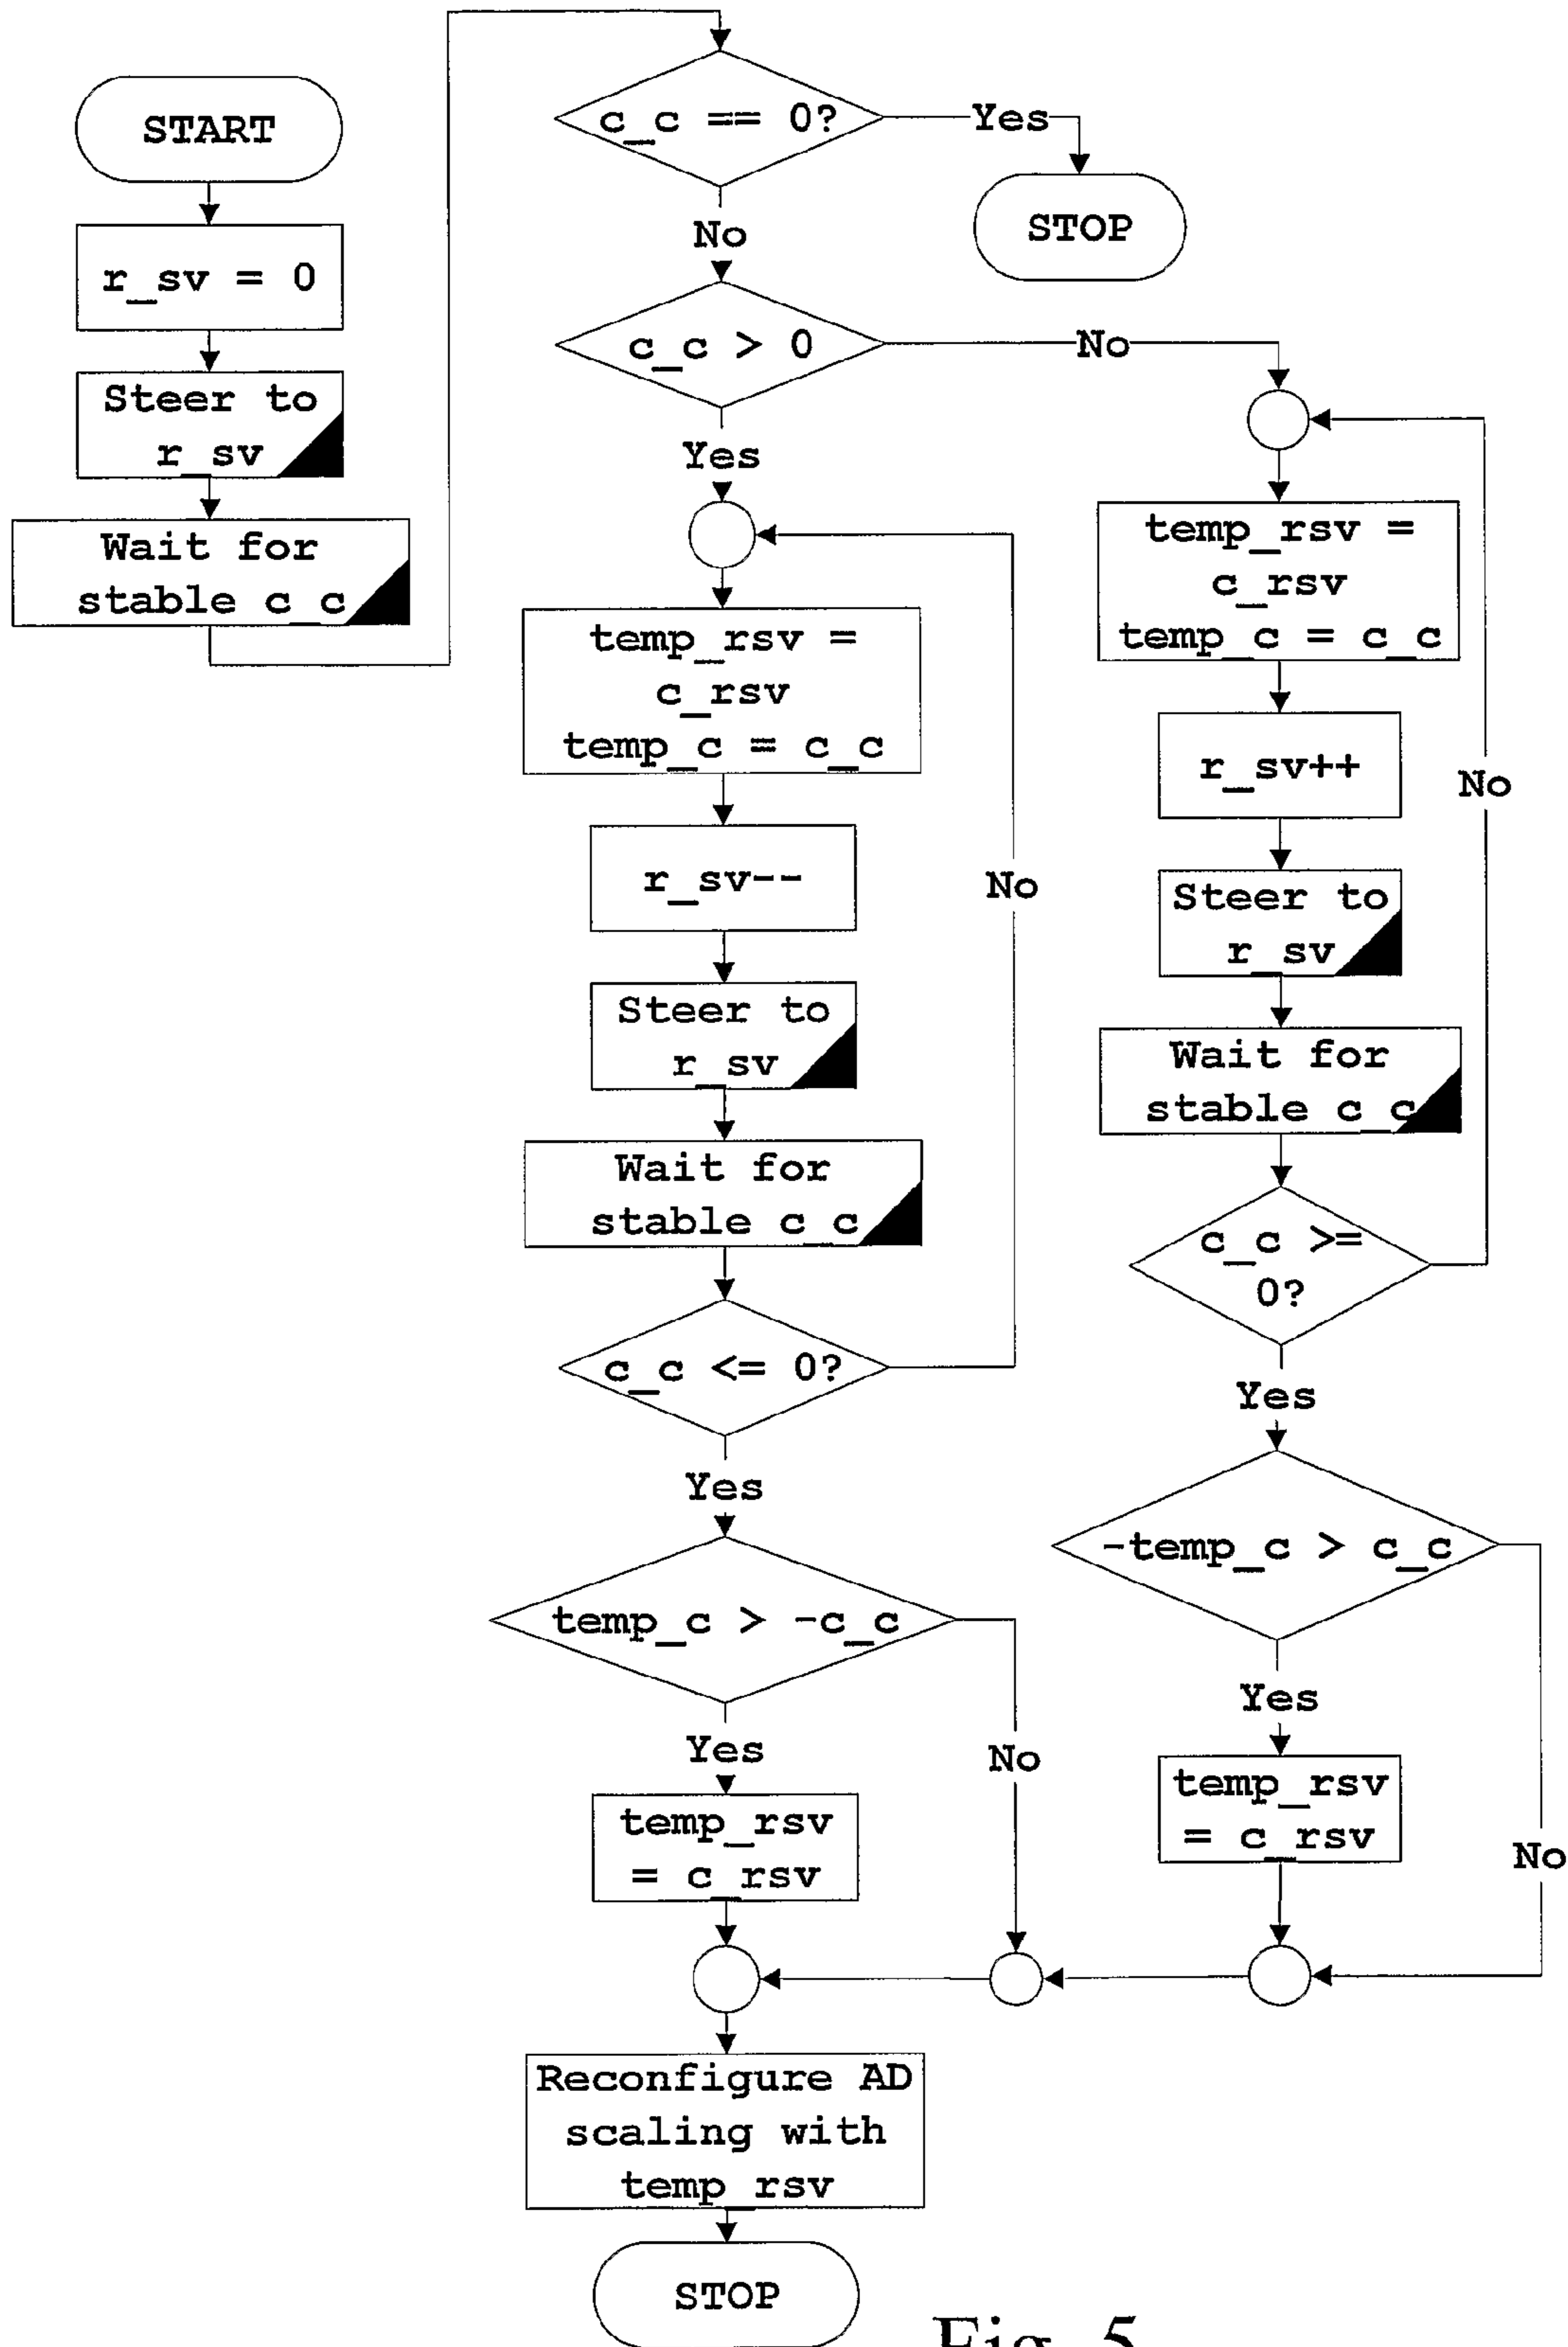 START
r_sv = 0
Steer to
r_sv
Wait for
stable c_c
c_c == 0?
Yes
STOP
No
c_c > 0
No
Yes
temp_rsv =
c_rsv
temp_c = c_c
r_sv--
Steer to
r_sv
Wait for
stable c_c
c_c <= 0?
No
Yes
temp_c > -c_c
Yes
No
temp_rsv
= c_rsv
temp_rsv =
c_rsv
temp_c = c_c
r_sv++
Steer to
r_sv
Wait for
stable c_c
c_c >=
0?
No
Yes
-temp_c > c_c
Yes
No
temp_rsv
= c_rsv
Reconfigure AD
scaling with
temp_rsv
STOP
Fig. 5